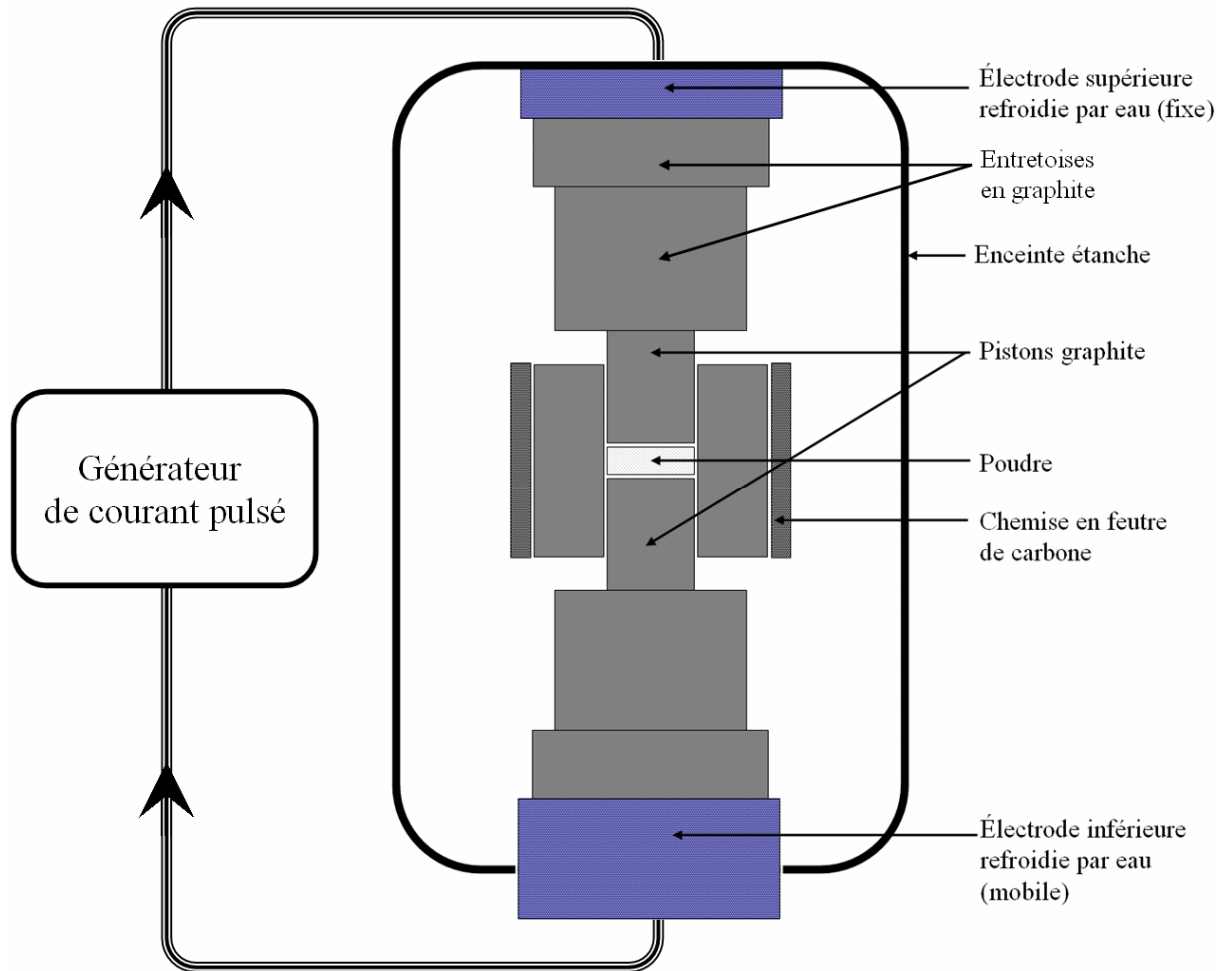 Générateur
de courant pulsé
Électrode supérieure
refroidie par eau (fixe)
Entretoises
en graphite
Enceinte étanche
Pistons graphite
Poudre
Chemise en feutre
de carbone
Électrode inférieure
refroidie par eau
(mobile)